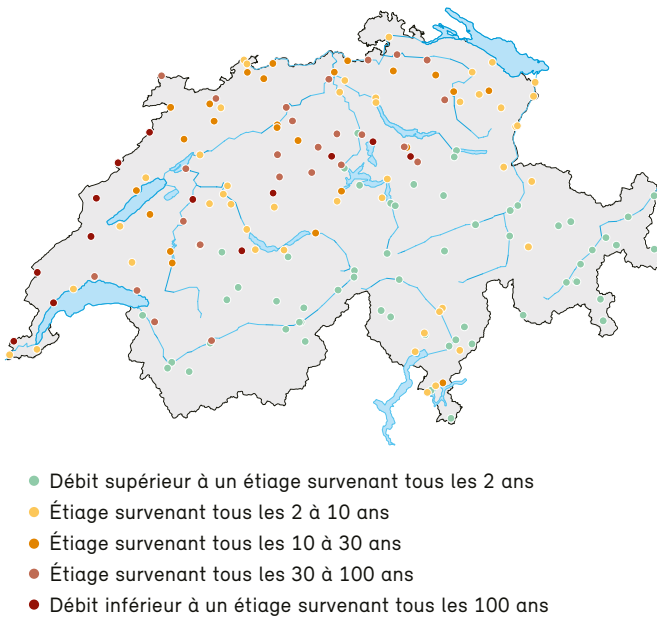 Débit supérieur à un étiage survenant tous les 2 ans
Étiage survenant tous les 2 à 10 ans
Étiage survenant tous les 10 à 30 ans
Étiage survenant tous les 30 à 100 ans
Débit inférieur à un étiage survenant tous les 100 ans